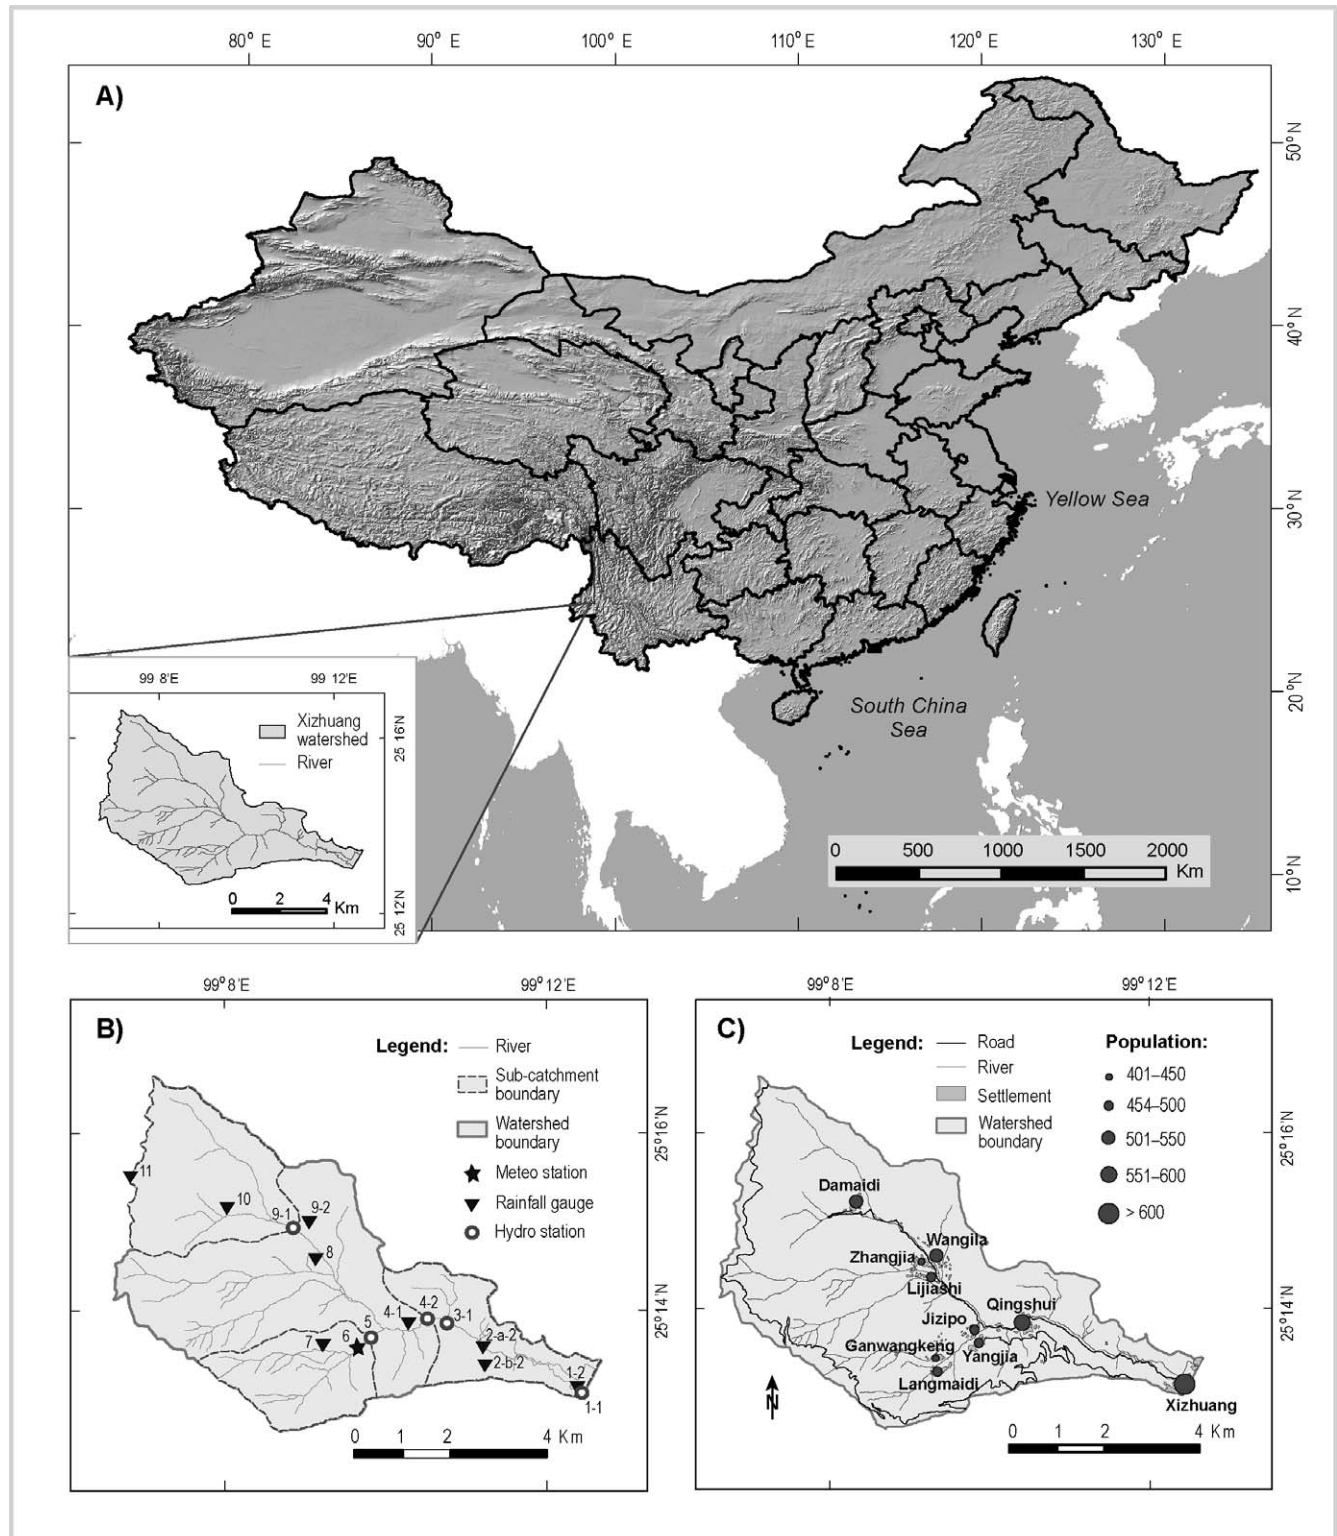 80° E 90° E 100° E 110° E 120° E 130° E
A)
50° N
40° N
30° N
20° N
10° N
Yellow Sea
South China
Sea
0 500 1000 1500 2000
Km
99 8'E 99 12'E
Xizhuang
watershed
River
25 16'N
25 12'N
0 2 4 Km
99° 8'E 99° 12'E
B)
Legend:
River
Sub-catchment
boundary
Watershed
boundary
Meteo station
Rainfall gauge
Hydro station
25° 16'N
25° 14'N
11
10
9-1
9-2
8
4-1
4-2
3-1
5
6
7
2-a-2
2-b-2
1-2
1-1
0 1 2 4 Km
99° 8'E 99° 12'E
C)
Legend:
Road
River
Settlement
Watershed
boundary
Population:
401–450
454–500
501–550
551–600
> 600
25° 16'N
25° 14'N
Damaidi
Wangila
Zhangjia
Lijiashi
Qingshui
Jizipo
Ganwangkeng
Yangjia
Langmaidi
Xizhuang
N
0 1 2 4 Km